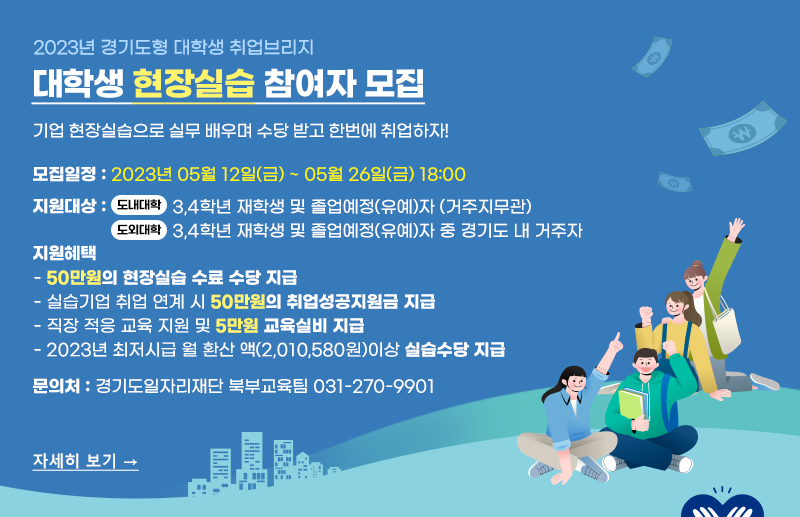 2023년 경기도형 대학생 취업브리지
대학생 현장실습 참여자 모집
기업 현장실습으로 실무 배우며 수당 받고 한번에 취업하자!
모집일정 : 2023년 05월 12일(금) ~ 05월 26일(금) 18:00
지원대상 : 도내대학 3,4학년 재학생 및 졸업예정(유예)자 (거주지무관)
도외대학 3,4학년 재학생 및 졸업예정(유예)자 중 경기도 내 거주자
지원혜택
- 50만원의 현장실습 수료 수당 지급
- 실습기업 취업 연계 시 50만원의 취업성공지원금 지급
- 직장 적응 교육 지원 및 5만원 교육실비 지급
- 2023년 최저시급 월 환산 액(2,010,580원)이상 실습수당 지급
문의처 : 경기도일자리재단 북부교육팀 031-270-9901
자세히 보기 →